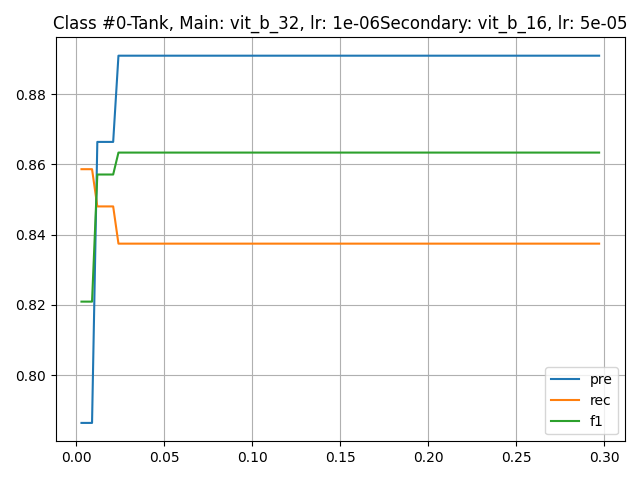 Class #0-Tank, Main: vit_b_32, lr: 1e-06Secondary: vit_b_16, lr: 5e-05
0.88
0.86
0.84
0.82
0.80
pre
rec
f1
0.00 0.05 0.10 0.15 0.20 0.25 0.30